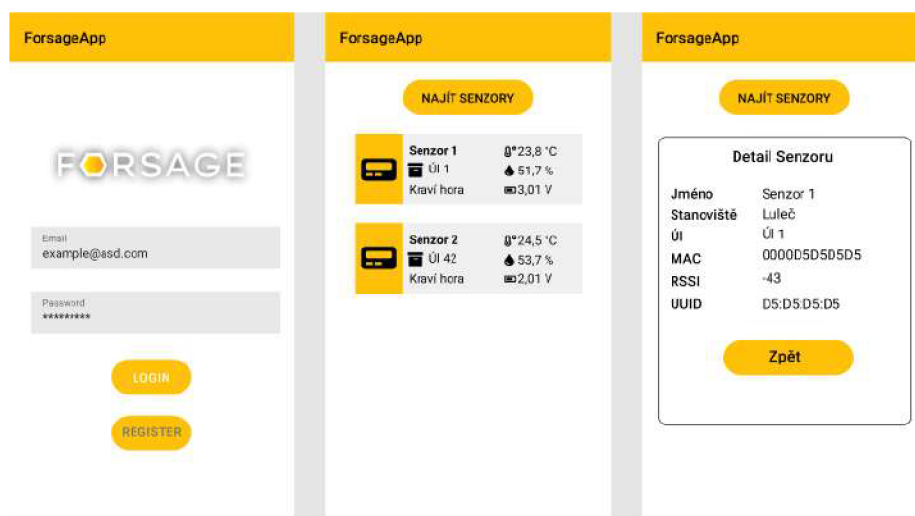 ForsageApp
FORSAGE
Email
example@asd.com
Password
*********
LOGIN
REGISTER
ForsageApp
NAJÍT SENZORY
Senzor 1 23,8 °C
Úl 1 51,7 %
Kraví hora 3,01 V
Senzor 2 24,5 °C
Úl 42 53,7 %
Kraví hora 2,01 V
ForsageApp
NAJÍT SENZORY
Detail Senzoru
Jméno Senzor 1
Stanoviště Luleč
Úl Úl 1
MAC 0000D5D5D5D5
RSSI -43
UUID D5:D5:D5:D5
Zpět